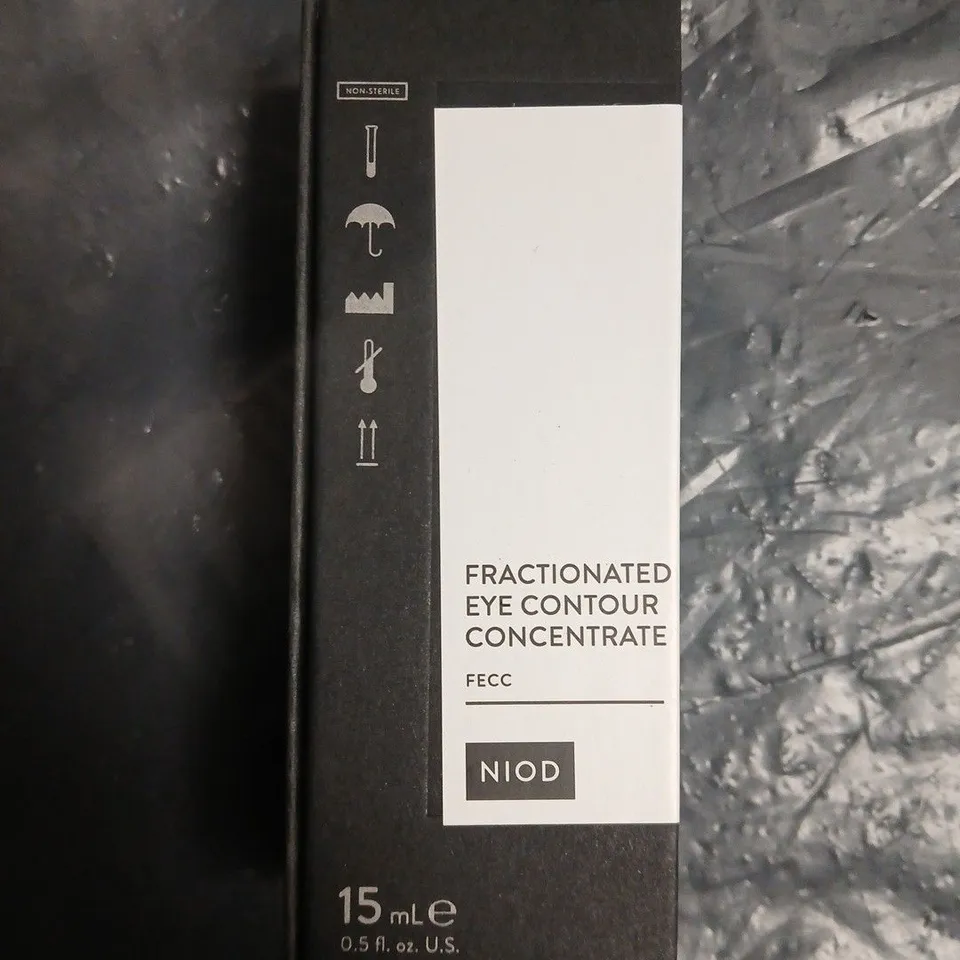 NON-STERILE
FRACTIONATED
EYE CONTOUR
CONCENTRATE
FECC
NIOD
15 mL℮
0.5 fl. oz. U.S.